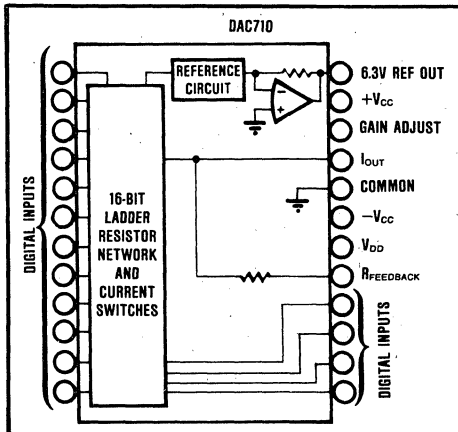 DAC710
REFERENCE
CIRCUIT
6.3V REF OUT
+VCC
GAIN ADJUST
IOUT
COMMON
−VCC
VDD
RFEEDBACK
DIGITAL INPUTS
16-BIT
LADDER
RESISTOR
NETWORK
AND
CURRENT
SWITCHES
DIGITAL INPUTS
−
+